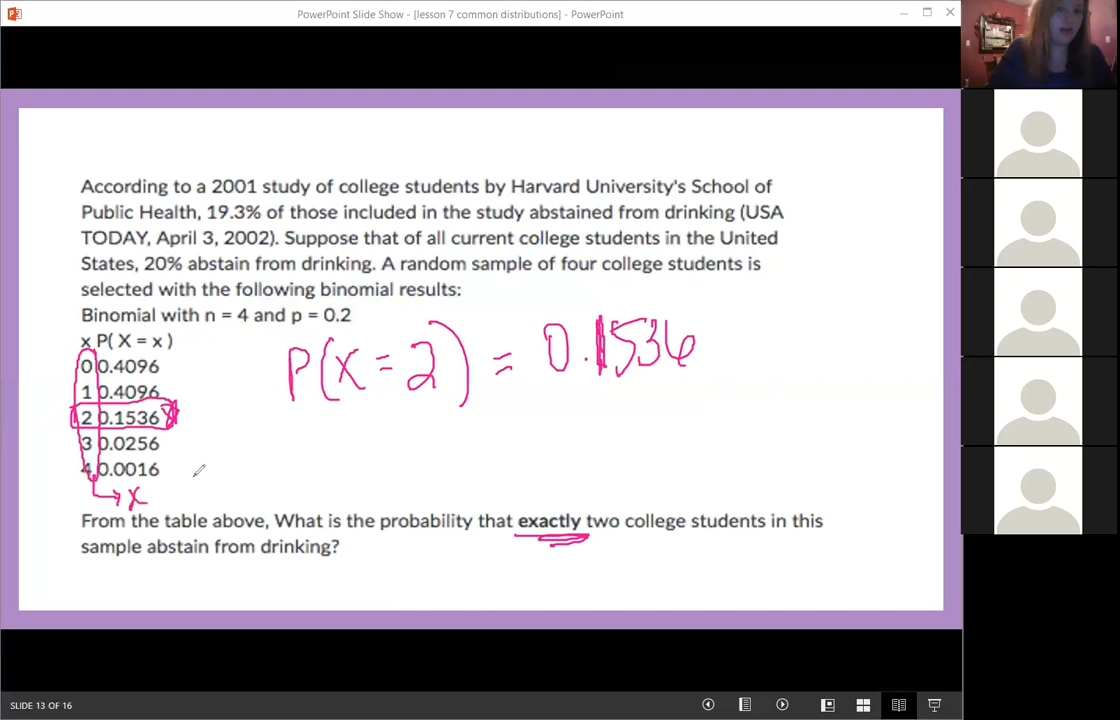 PowerPoint Slide Show - [lesson 7 common distributions] - PowerPoint
According to a 2001 study of college students by Harvard University's School of
Public Health, 19.3% of those included in the study abstained from drinking (USA
TODAY, April 3, 2002). Suppose that of all current college students in the United
States, 20% abstain from drinking. A random sample of four college students is
selected with the following binomial results:
Binomial with n = 4 and p = 0.2
x P( X = x )
0 0.4096
1 0.4096
2 0.1536
3 0.0256
4 0.0016
x
P(x = 2) = 0.1536
From the table above, What is the probability that exactly two college students in this
sample abstain from drinking?
SLIDE 13 OF 16